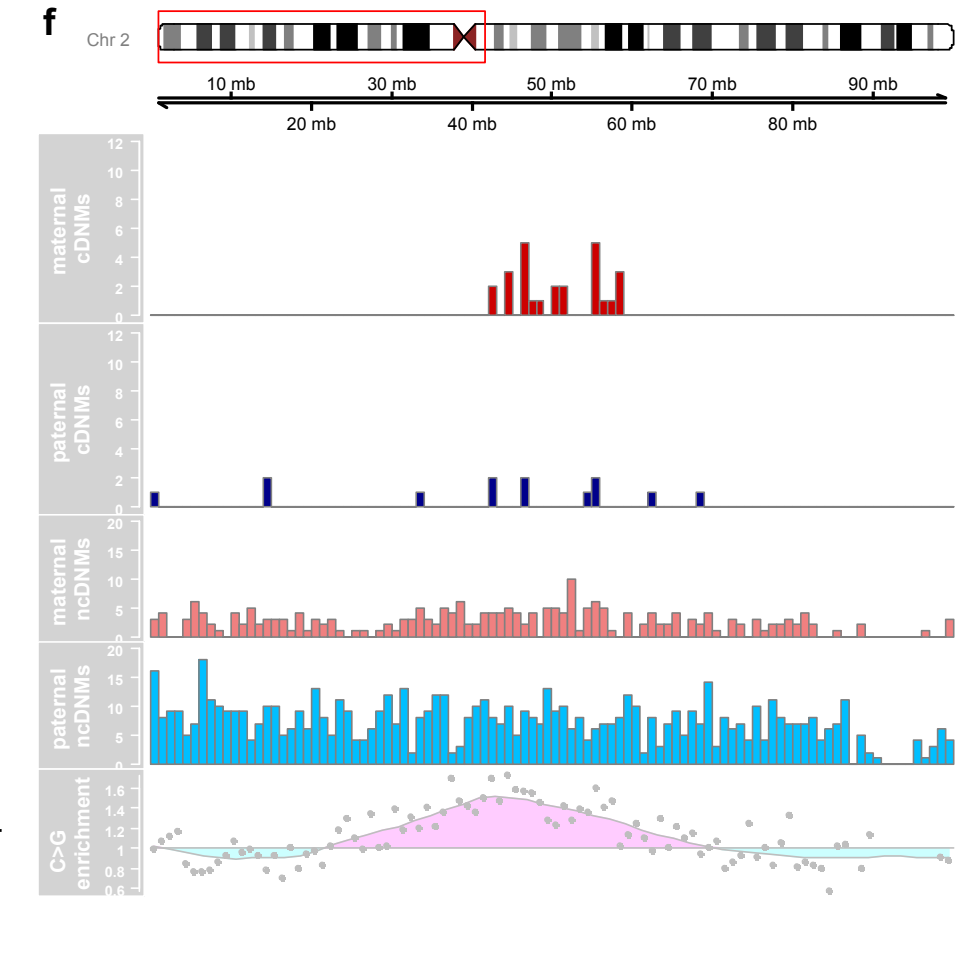 f
Chr 2
10 mb 30 mb 50 mb 70 mb 90 mb
20 mb 40 mb 60 mb 80 mb
maternal
cDNMs
12
10
8
6
4
2
0
paternal
cDNMs
12
10
8
6
4
2
0
maternal
ncDNMs
20
15
10
5
0
paternal
ncDNMs
20
15
10
5
0
C>G
enrichment
1.6
1.4
1.2
1
0.8
0.6